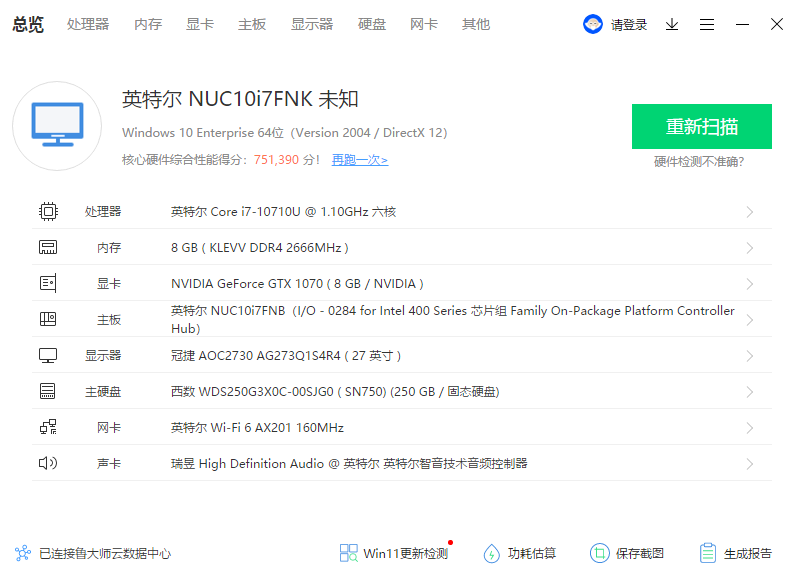 总览 处理器 内存 显卡 主板 显示器 硬盘 网卡 其他 请登录
英特尔 NUC10i7FNK 未知
Windows 10 Enterprise 64位（Version 2004 / DirectX 12）
核心硬件综合性能得分：751,390 分！ 再跑一次>
重新扫描
硬件检测不准确?
处理器 英特尔 Core i7-10710U @ 1.10GHz 六核
内存 8 GB ( KLEVV DDR4 2666MHz )
显卡 NVIDIA GeForce GTX 1070 ( 8 GB / NVIDIA )
主板 英特尔 NUC10i7FNB（I/O - 0284 for Intel 400 Series 芯片组 Family On-Package Platform Controller
Hub）
显示器 冠捷 AOC2730 AG273Q1S4R4 ( 27 英寸 )
主硬盘 西数 WDS250G3X0C-00SJG0 ( SN750) (250 GB / 固态硬盘)
网卡 英特尔 Wi-Fi 6 AX201 160MHz
声卡 瑞昱 High Definition Audio @ 英特尔 英特尔智音技术音频控制器
已连接鲁大师云数据中心 Win11更新检测 功耗估算 保存截图 生成报告